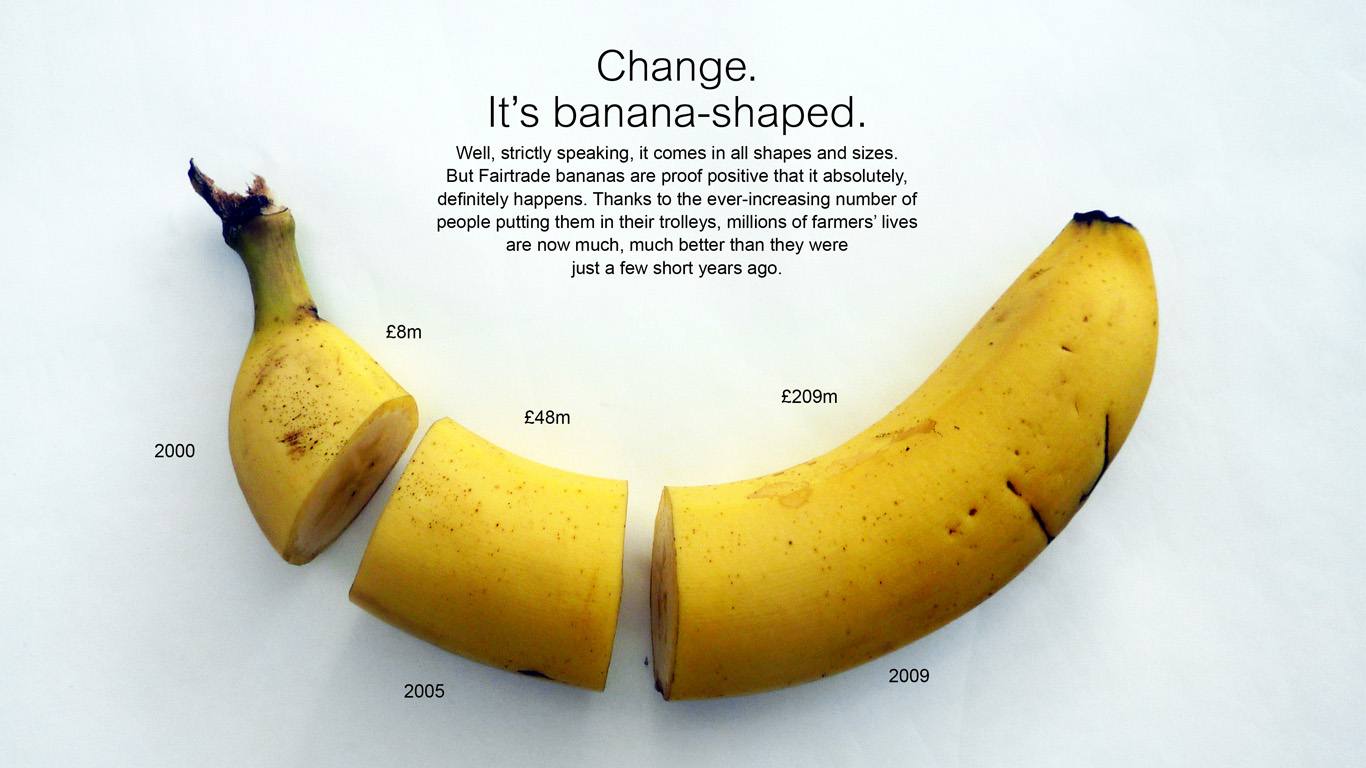 Change.
It's banana-shaped.
Well, strictly speaking, it comes in all shapes and sizes.
But Fairtrade bananas are proof positive that it absolutely,
definitely happens. Thanks to the ever-increasing number of
people putting them in their trolleys, millions of farmers' lives
are now much, much better than they were
just a few short years ago.
£8m
£209m
£48m
2000
2009
2005